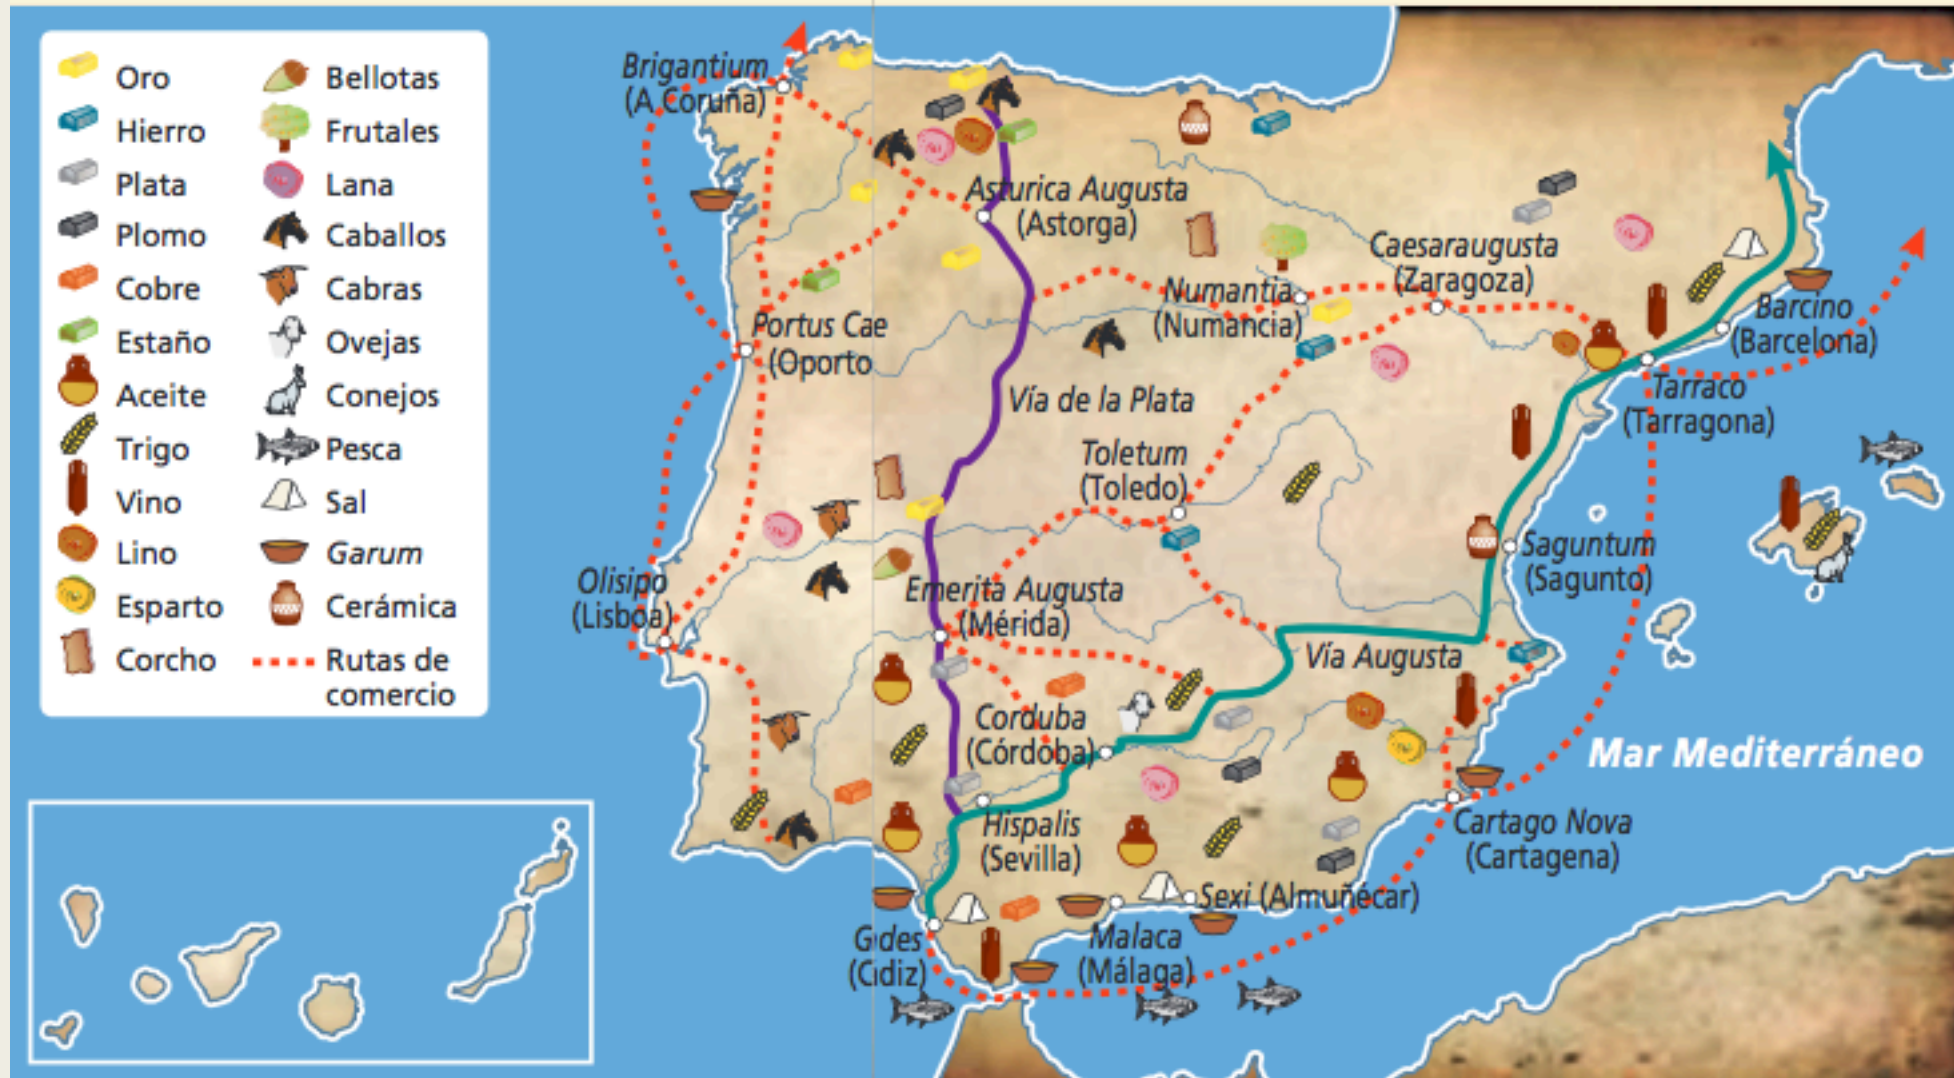 Oro
Hierro
Plata
Plomo
Cobre
Estaño
Aceite
Trigo
Vino
Lino
Esparto
Corcho
Bellotas
Frutales
Lana
Caballos
Cabras
Ovejas
Conejos
Pesca
Sal
Garum
Cerámica
Rutas de
comercio
Brigantium
(A Coruña)
Asturica Augusta
(Astorga)
Caesaraugusta
(Zaragoza)
Numantia
(Numancia)
Barcino
(Barcelona)
Portus Cae
(Oporto
Tarraco
(Tarragona)
Vía de la Plata
Toletum
(Toledo)
Saguntum
(Sagunto)
Olisipo
(Lisboa)
Emerita Augusta
(Mérida)
Vía Augusta
Corduba
(Córdoba)
Mar Mediterráneo
Hispalis
(Sevilla)
Cartago Nova
(Cartagena)
Sexi (Almuñécar)
Gides
(Cidiz)
Malaca
(Málaga)